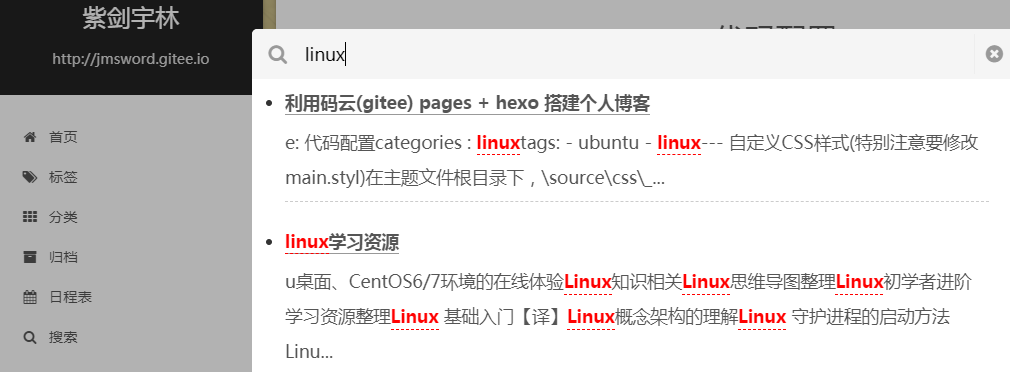 紫剑宇林
http://jmsword.gitee.io
首页
标签
分类
归档
日程表
搜索
linux
利用码云(gitee) pages + hexo 搭建个人博客
e: 代码配置categories : linuxtags: - ubuntu - linux--- 自定义CSS样式(特别注意要修改
main.styl)在主题文件根目录下，\source\css\_...
linux学习资源
u桌面、CentOS6/7环境的在线体验Linux知识相关Linux思维导图整理Linux初学者进阶
学习资源整理Linux 基础入门【译】Linux概念架构的理解Linux 守护进程的启动方法
Linu...